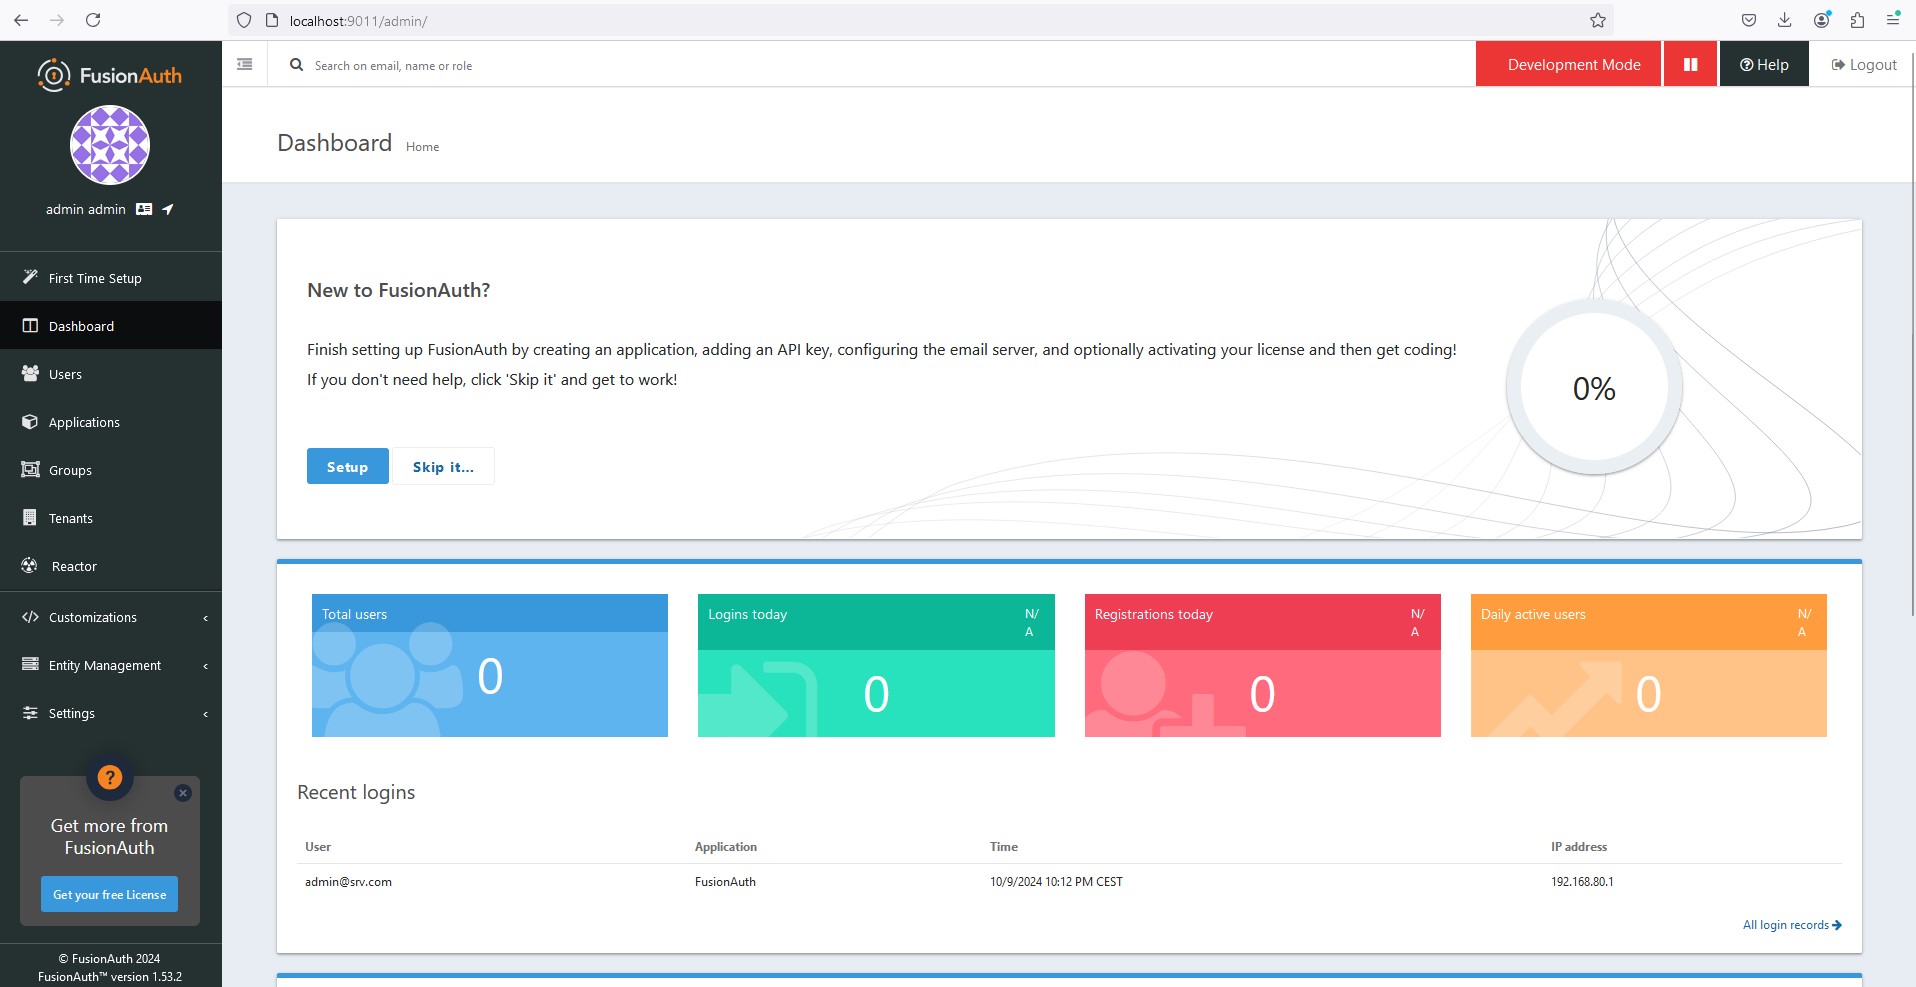 localhost:9011/admin/
FusionAuth
Search on email, name or role
Development Mode
Help
Logout
admin admin
First Time Setup
Dashboard
Users
Applications
Groups
Tenants
Reactor
Customizations
Entity Management
Settings
?
Get more from
FusionAuth
Get your free License
© FusionAuth 2024
FusionAuth™ version 1.53.2
Dashboard Home
New to FusionAuth?
Finish setting up FusionAuth by creating an application, adding an API key, configuring the email server, and optionally activating your license and then get coding!
If you don't need help, click 'Skip it' and get to work!
Setup Skip it...
0%
Total users
0
Logins today N/
A
0
Registrations today N/
A
0
Daily active users N/
A
0
Recent logins
User Application Time IP address
admin@srv.com FusionAuth 10/9/2024 10:12 PM CEST 192.168.80.1
All login records